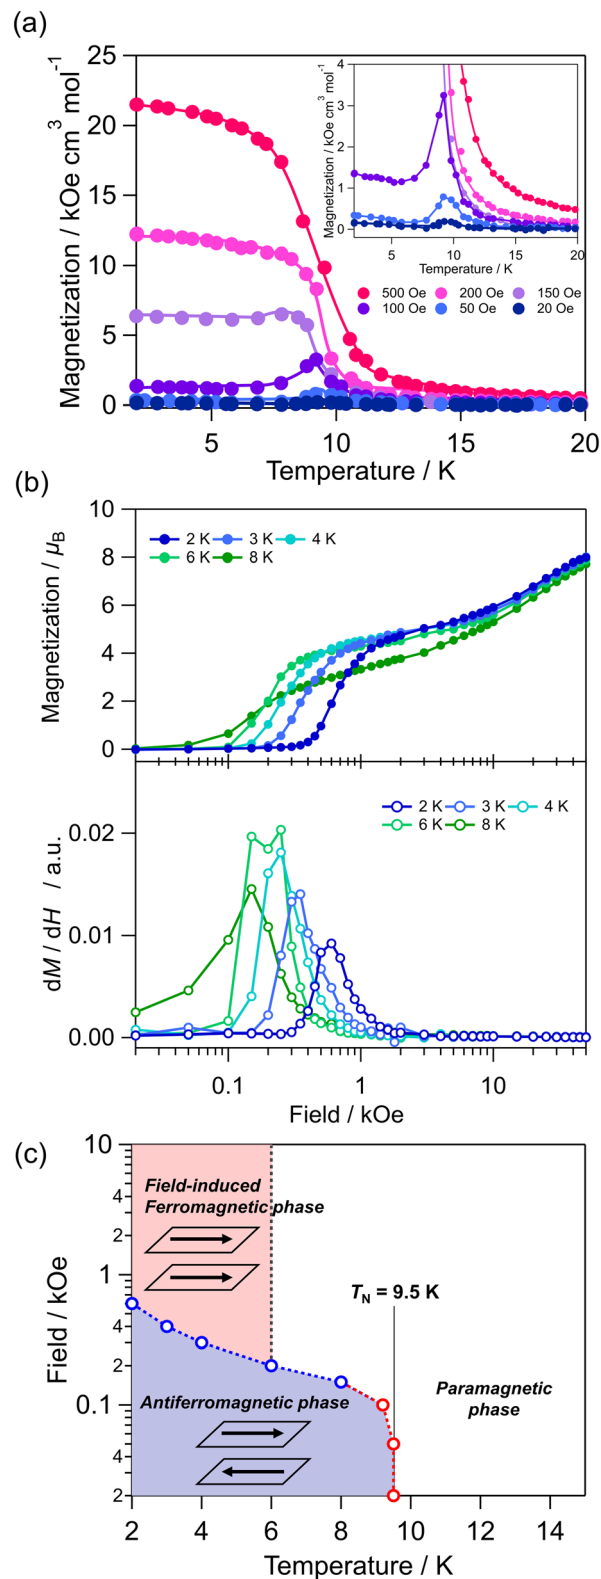 (a)
25
20
15
10
5
0
Magnetization / kOe cm³ mol⁻¹
4
3
2
1
0
Magnetization / kOe cm³ mol⁻¹
5 10 15 20
Temperature / K
500 Oe 200 Oe 150 Oe
100 Oe 50 Oe 20 Oe
5 10 15 20
Temperature / K
(b)
10
8
6
4
2
0
Magnetization / μB
2 K 3 K 4 K
6 K 8 K
2 K 3 K 4 K
6 K 8 K
0.02
0.01
0.00
dM / dH / a.u.
0.1 1 10
Field / kOe
(c)
10
4
2
1
4
2
0.1
4
2
Field / kOe
Field-induced
Ferromagnetic phase
TN = 9.5 K
Antiferromagnetic phase
Paramagnetic
phase
2 4 6 8 10 12 14
Temperature / K